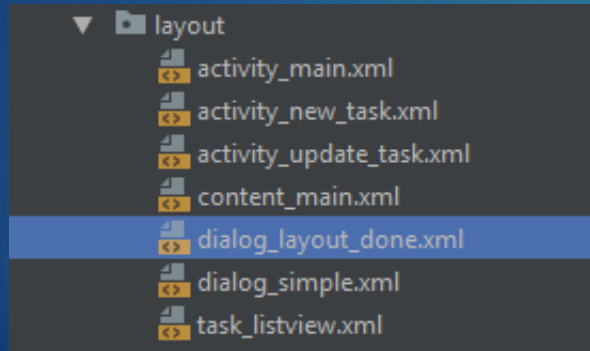 layout
activity_main.xml
activity_new_task.xml
activity_update_task.xml
content_main.xml
dialog_layout_done.xml
dialog_simple.xml
task_listview.xml